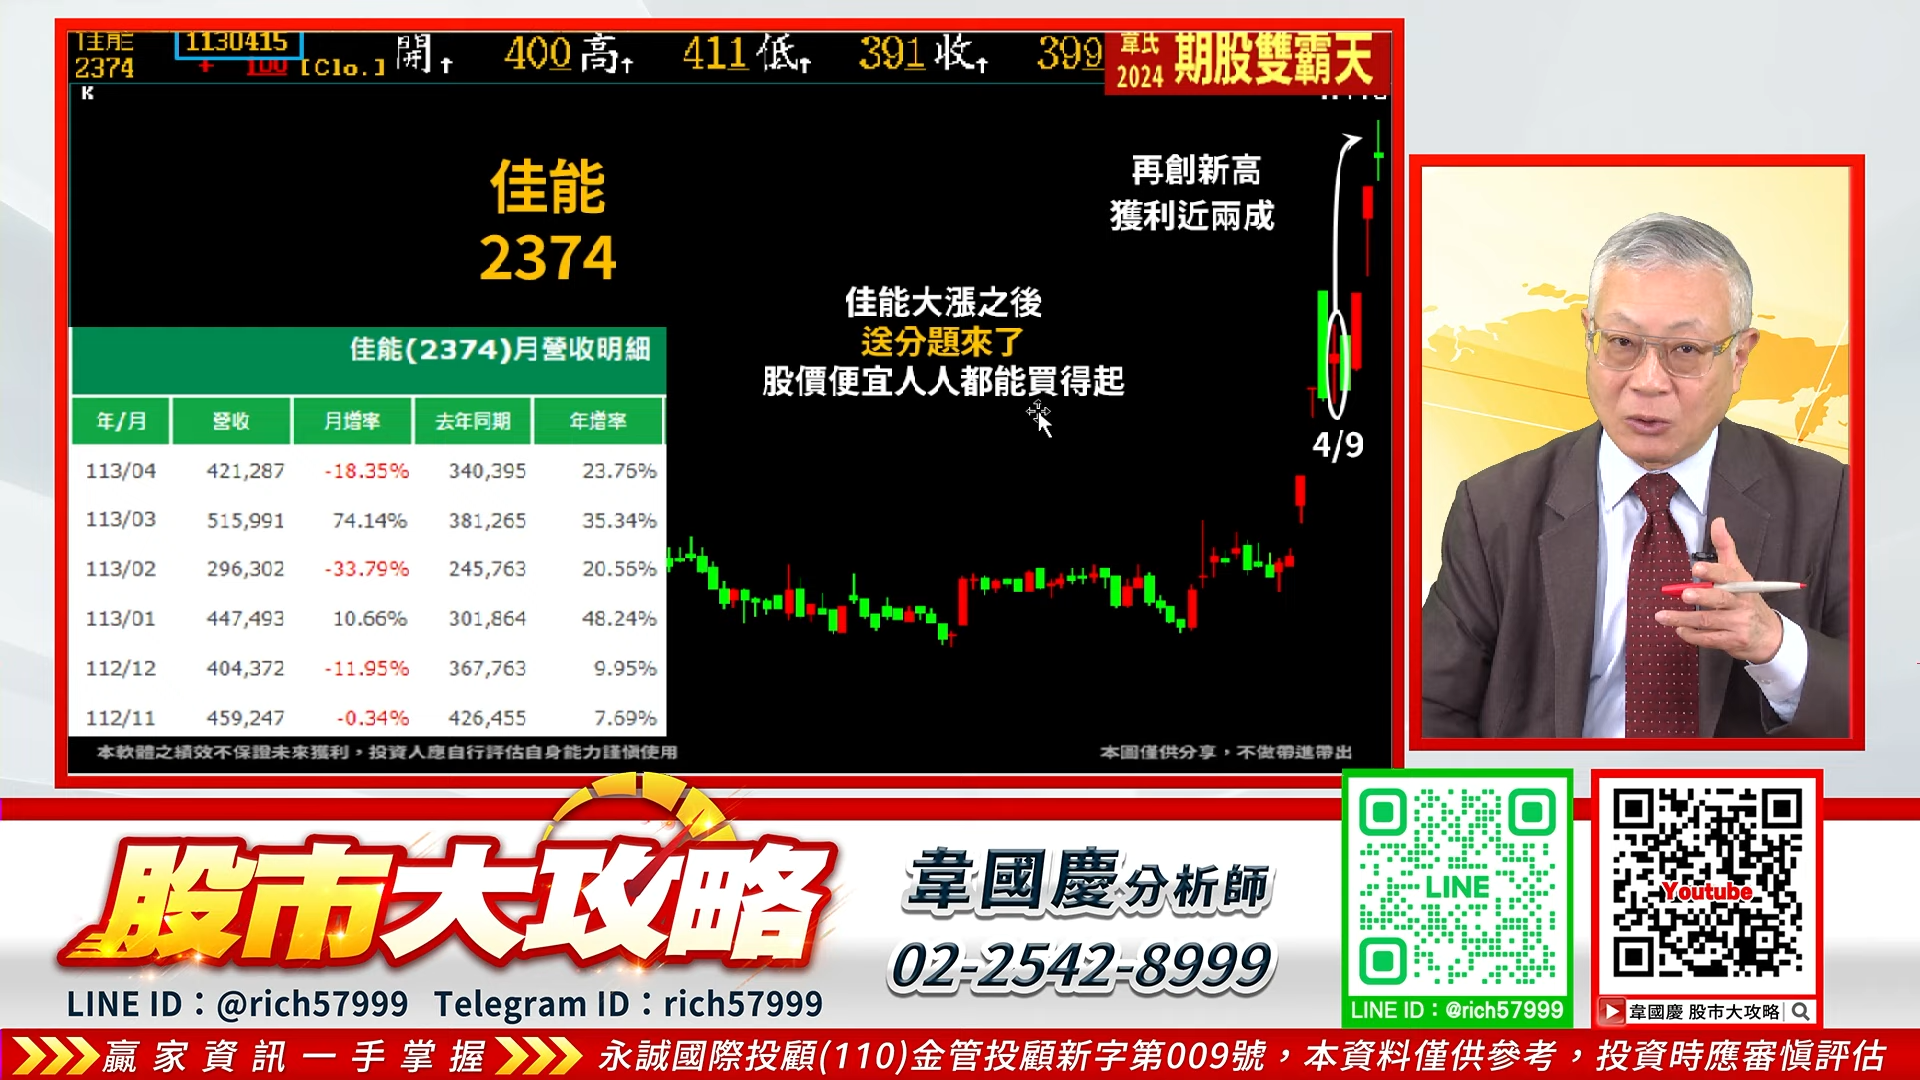 佳能 1130415
2374 + 100 [Clo.] 開↑ 400 高↑ 411 低↑ 391 收↑ 399
韋氏 2024 期股雙霸天
K
佳能
2374
再創新高
獲利近兩成
佳能大漲之後
送分題來了
股價便宜人人都能買得起
4/9
佳能(2374)月營收明細
年/月 營收 月增率 去年同期 年增率
113/04 421,287 -18.35% 340,395 23.76%
113/03 515,991 74.14% 381,265 35.34%
113/02 296,302 -33.79% 245,763 20.56%
113/01 447,493 10.66% 301,864 48.24%
112/12 404,372 -11.95% 367,763 9.95%
112/11 459,247 -0.34% 426,455 7.69%
本軟體之績效不保證未來獲利，投資人應自行評估自身能力謹慎使用
本圖僅供分享，不做帶進帶出
股市大攻略
韋國慶分析師
02-2542-8999
LINE ID：@rich57999 Telegram ID：rich57999
LINE
LINE ID：@rich57999
Youtube
韋國慶 股市大攻略
贏家資訊一手掌握 永誠國際投顧(110)金管投顧新字第009號，本資料僅供參考，投資時應審慎評估